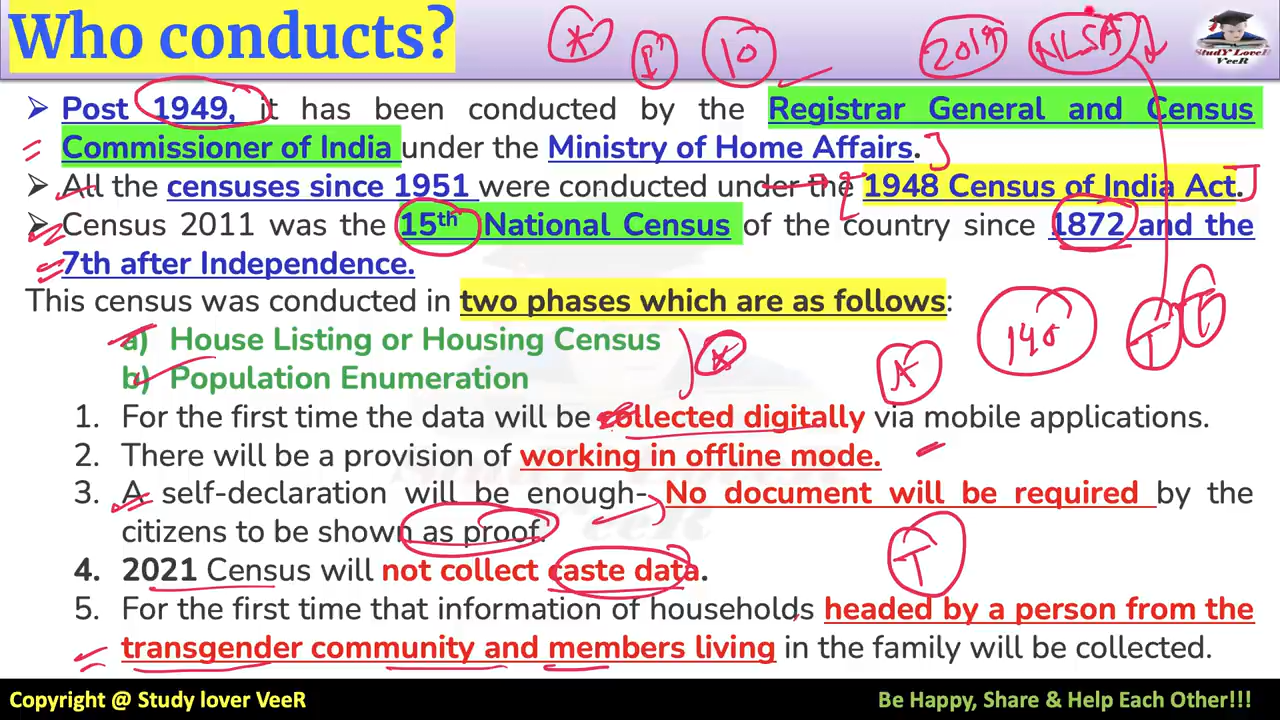 Who conducts?
10
2019
NLSA
StudY LoveR
VeeR
➢ Post 1949, it has been conducted by the Registrar General and Census
Commissioner of India under the Ministry of Home Affairs.
➢ All the censuses since 1951 were conducted under the 1948 Census of India Act.
➢ Census 2011 was the 15th National Census of the country since 1872 and the
7th after Independence.
This census was conducted in two phases which are as follows:
140
T
a) House Listing or Housing Census
b) Population Enumeration
1. For the first time the data will be collected digitally via mobile applications.
2. There will be a provision of working in offline mode.
3. A self-declaration will be enough- No document will be required by the
citizens to be shown as proof.
T
4. 2021 Census will not collect caste data.
5. For the first time that information of households headed by a person from the
transgender community and members living in the family will be collected.
Copyright @ Study lover VeeR
Be Happy, Share & Help Each Other!!!